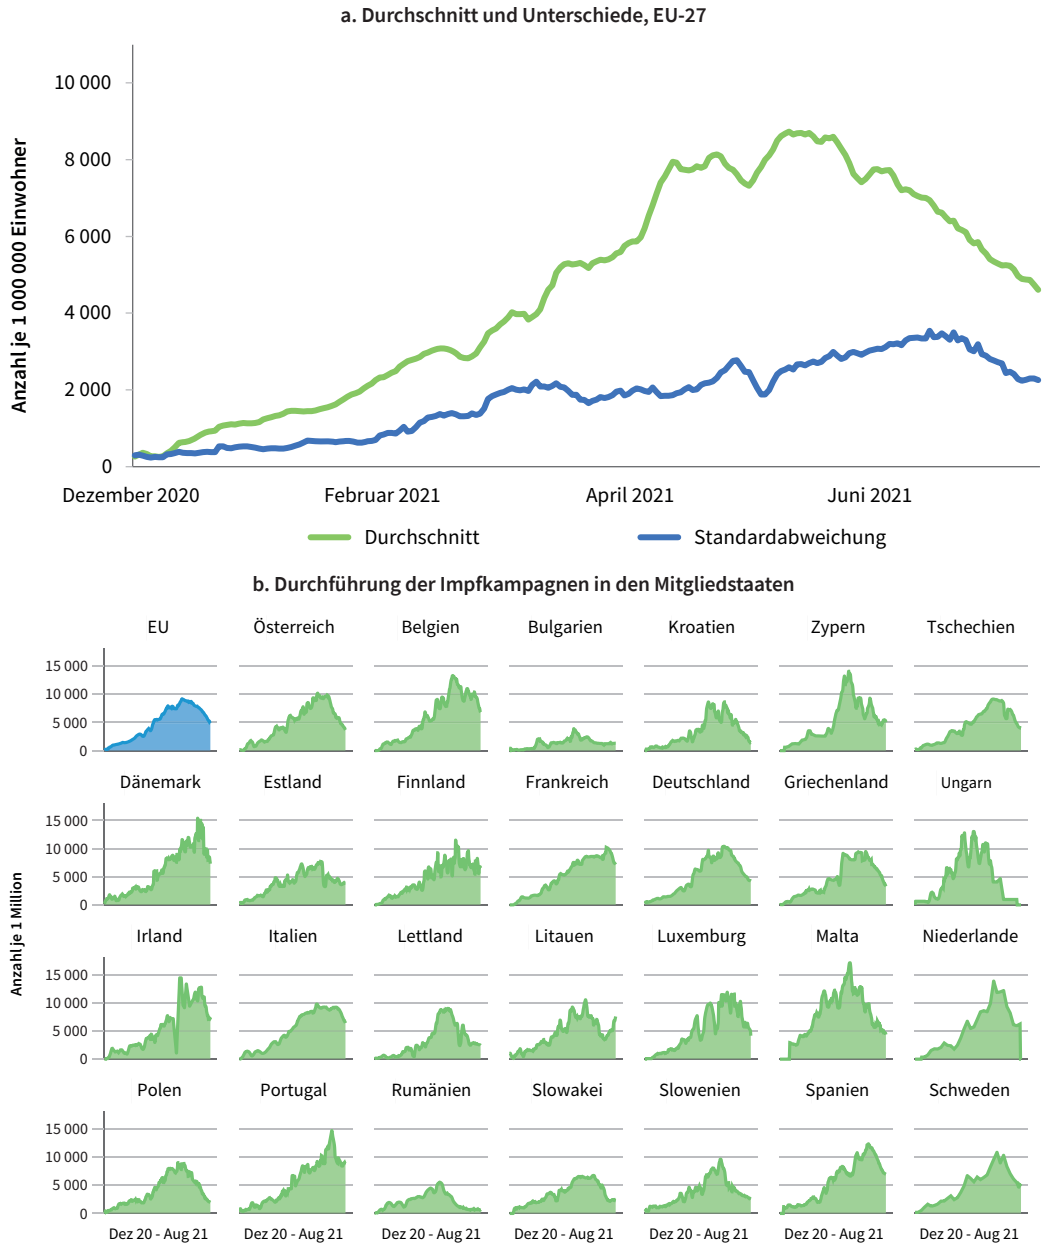 a. Durchschnitt und Unterschiede, EU-27
Anzahl je 1 000 000 Einwohner
10 000
8 000
6 000
4 000
2 000
0
Dezember 2020 Februar 2021 April 2021 Juni 2021
Durchschnitt Standardabweichung
b. Durchführung der Impfkampagnen in den Mitgliedstaaten
Anzahl je 1 Million
EU Österreich Belgien Bulgarien Kroatien Zypern Tschechien
15 000
10 000
5 000
0
Dänemark Estland Finnland Frankreich Deutschland Griechenland Ungarn
15 000
10 000
5 000
0
Irland Italien Lettland Litauen Luxemburg Malta Niederlande
15 000
10 000
5 000
0
Polen Portugal Rumänien Slowakei Slowenien Spanien Schweden
15 000
10 000
5 000
0
Dez 20 - Aug 21 Dez 20 - Aug 21 Dez 20 - Aug 21 Dez 20 - Aug 21 Dez 20 - Aug 21 Dez 20 - Aug 21 Dez 20 - Aug 21